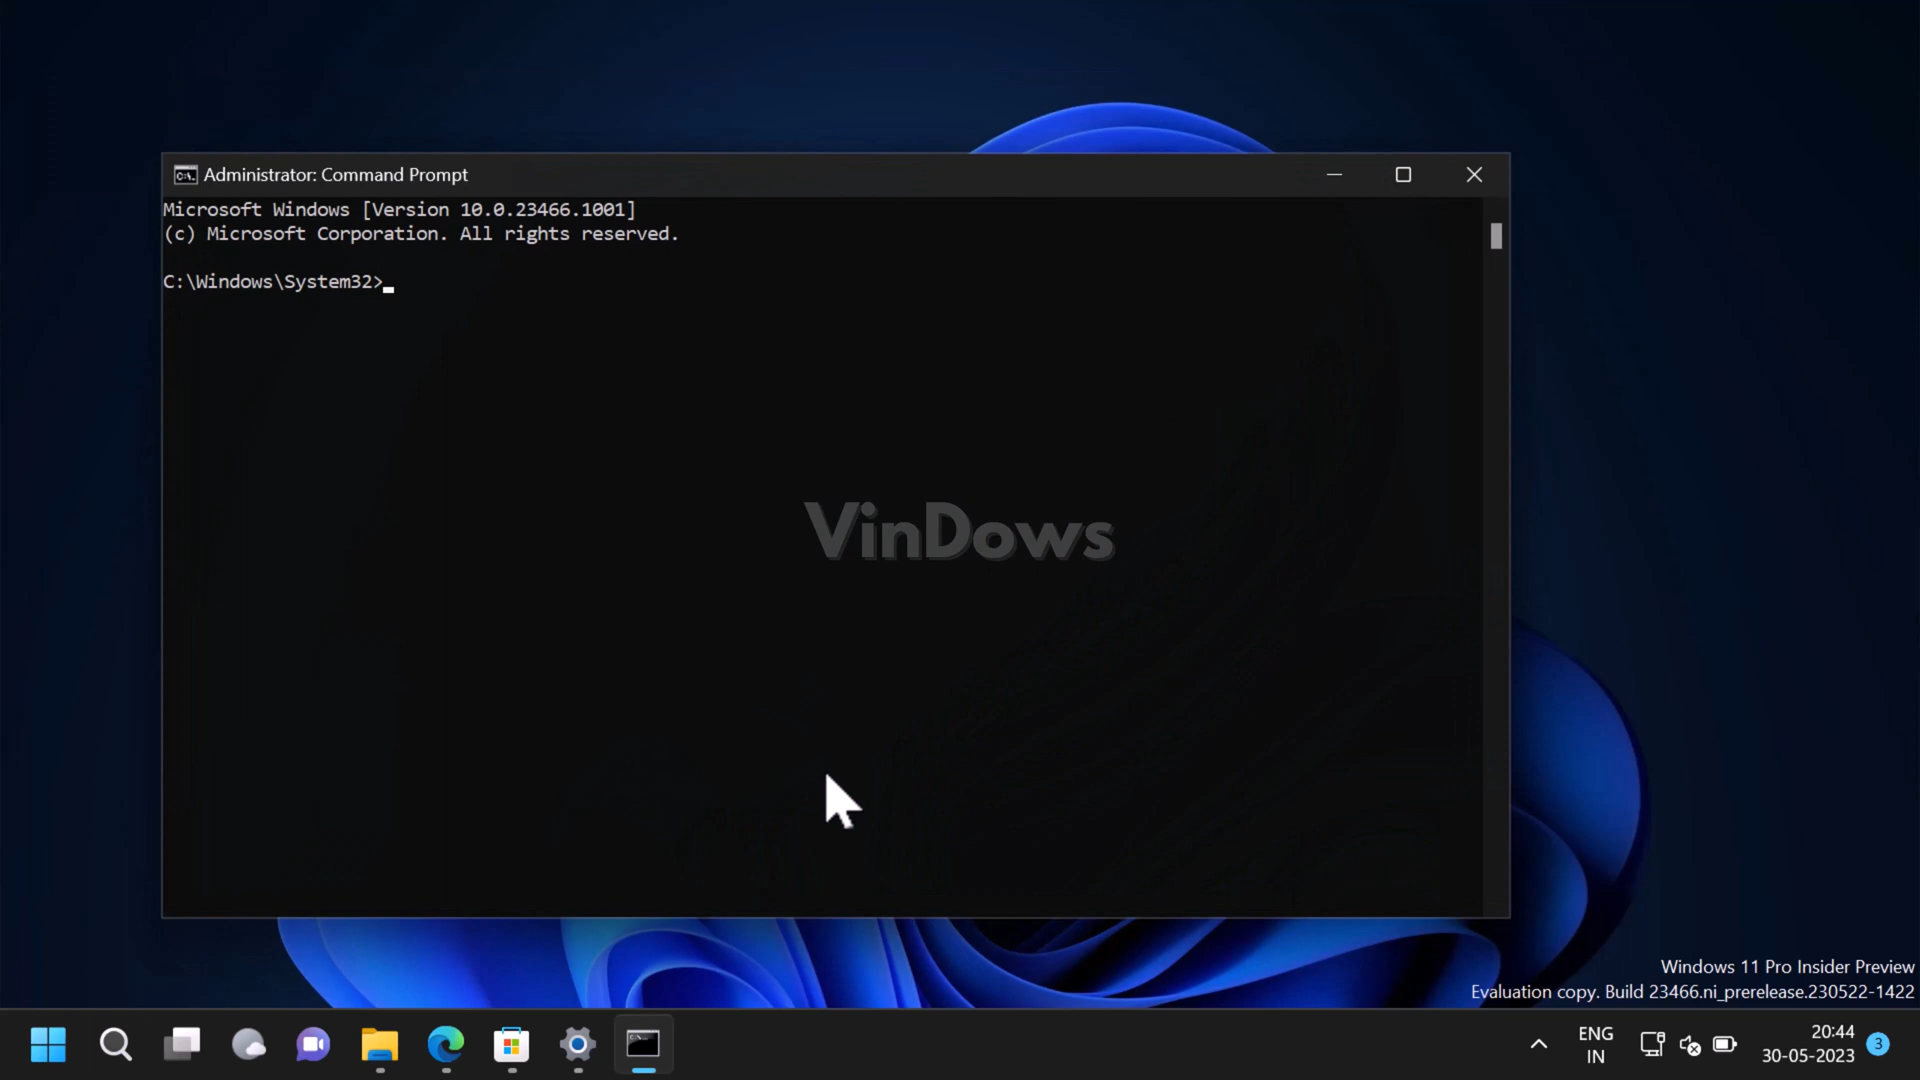 Administrator: Command Prompt
Microsoft Windows [Version 10.0.23466.1001]
(c) Microsoft Corporation. All rights reserved.
C:\Windows\System32>
VinDows
Windows 11 Pro Insider Preview
Evaluation copy. Build 23466.ni_prerelease.230522-1422
ENG
IN
20:44
30-05-2023
3